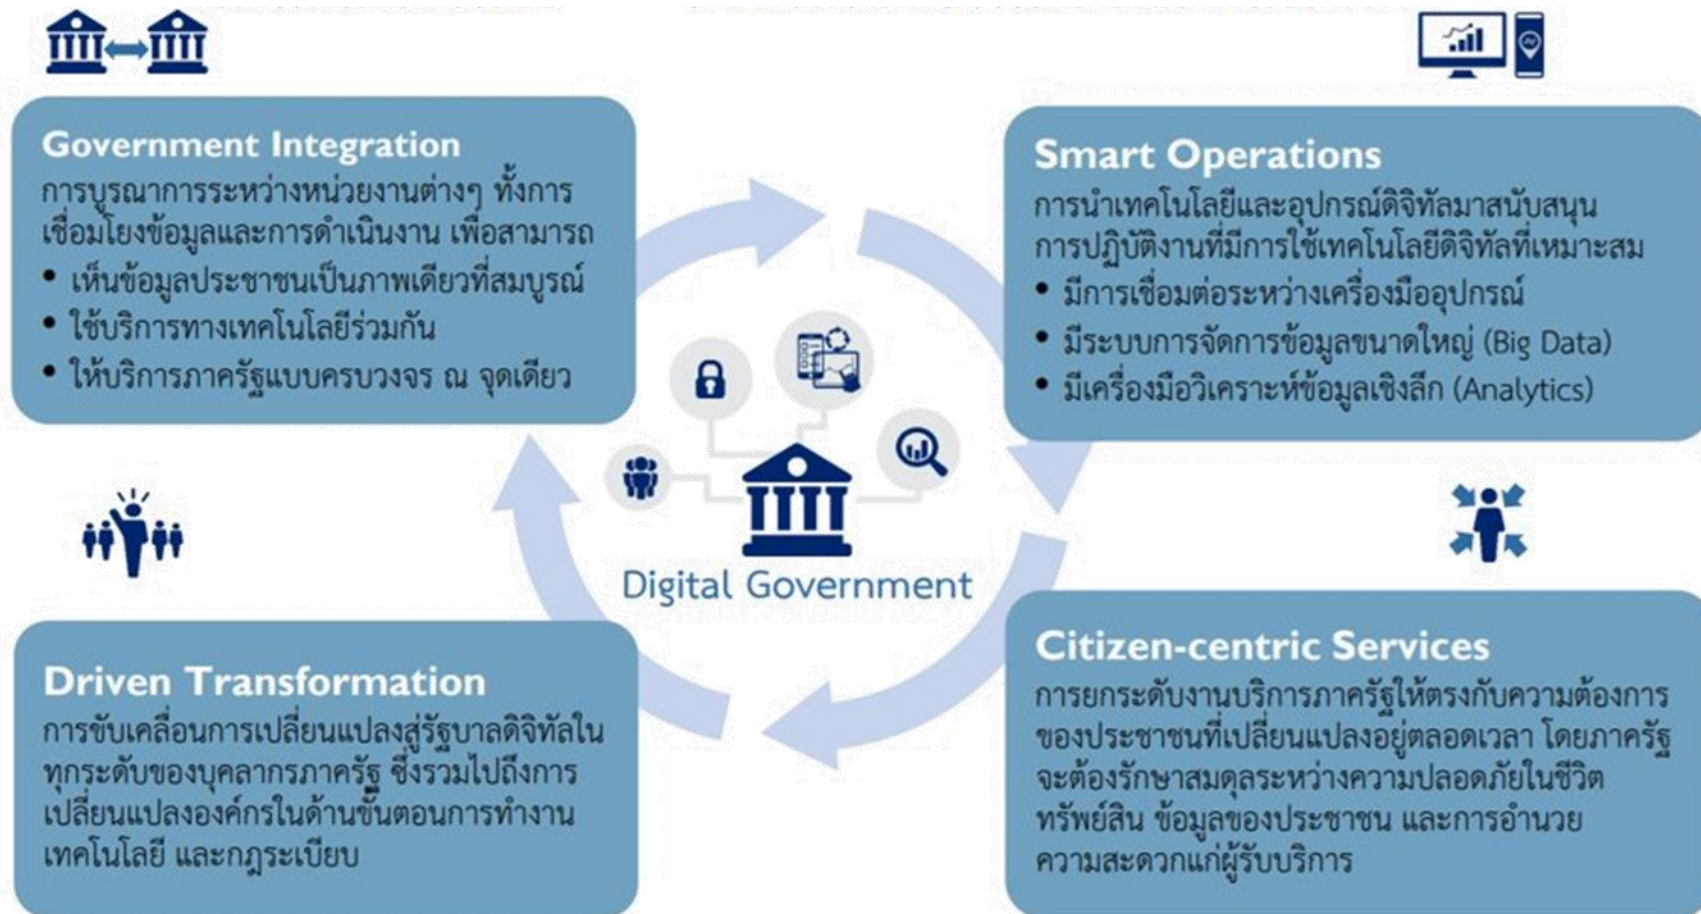 Government Integration
การบูรณาการระหว่างหน่วยงานต่างๆ ทั้งการ
เชื่อมโยงข้อมูลและการดำเนินงาน เพื่อสามารถ
• เห็นข้อมูลประชาชนเป็นภาพเดียวที่สมบูรณ์
• ใช้บริการทางเทคโนโลยีร่วมกัน
• ให้บริการภาครัฐแบบครบวงจร ณ จุดเดียว
Smart Operations
การนำเทคโนโลยีและอุปกรณ์ดิจิทัลมาสนับสนุน
การปฏิบัติงานที่มีการใช้เทคโนโลยีดิจิทัลที่เหมาะสม
• มีการเชื่อมต่อระหว่างเครื่องมืออุปกรณ์
• มีระบบการจัดการข้อมูลขนาดใหญ่ (Big Data)
• มีเครื่องมือวิเคราะห์ข้อมูลเชิงลึก (Analytics)
Digital Government
Driven Transformation
การขับเคลื่อนการเปลี่ยนแปลงสู่รัฐบาลดิจิทัลใน
ทุกระดับของบุคลากรภาครัฐ ซึ่งรวมไปถึงการ
เปลี่ยนแปลงองค์กรในด้านขั้นตอนการทำงาน
เทคโนโลยี และกฎระเบียบ
Citizen-centric Services
การยกระดับงานบริการภาครัฐให้ตรงกับความต้องการ
ของประชาชนที่เปลี่ยนแปลงอยู่ตลอดเวลา โดยภาครัฐ
จะต้องรักษาสมดุลระหว่างความปลอดภัยในชีวิต
ทรัพย์สิน ข้อมูลของประชาชน และการอำนวย
ความสะดวกแก่ผู้รับบริการ